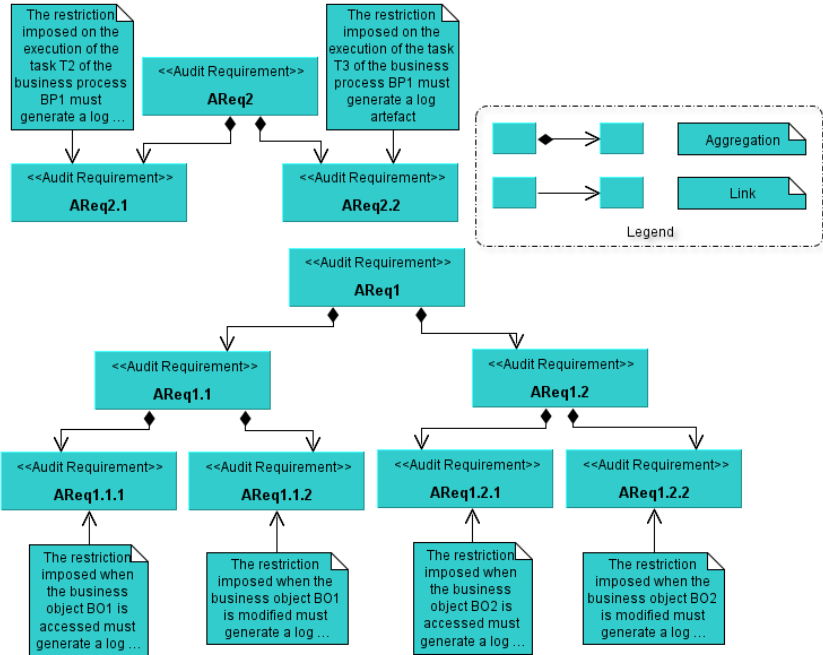 The restriction
imposed on the
execution of the
task T2 of the
business process
BP1 must
generate a log ...
<<Audit Requirement>>
AReq2
The
restriction
imposed on the
execution of the task
T3 of the business
process BP1 must
generate a log
artefact
<<Audit Requirement>>
AReq2.1
<<Audit Requirement>>
AReq2.2
Aggregation
Link
Legend
<<Audit Requirement>>
AReq1
<<Audit Requirement>>
AReq1.1
<<Audit Requirement>>
AReq1.2
<<Audit Requirement>>
AReq1.1.1
<<Audit Requirement>>
AReq1.1.2
<<Audit Requirement>>
AReq1.2.1
<<Audit Requirement>>
AReq1.2.2
The restriction
imposed when
the business
object BO1 is
accessed must
generate a log ...
The restriction
imposed when the
business object BO1
is modified must
generate a log ...
The restriction
imposed when
the business
object BO2 is
accessed must
generate a log ...
The restriction
imposed when the
business object BO2
is modified must
generate a log ...